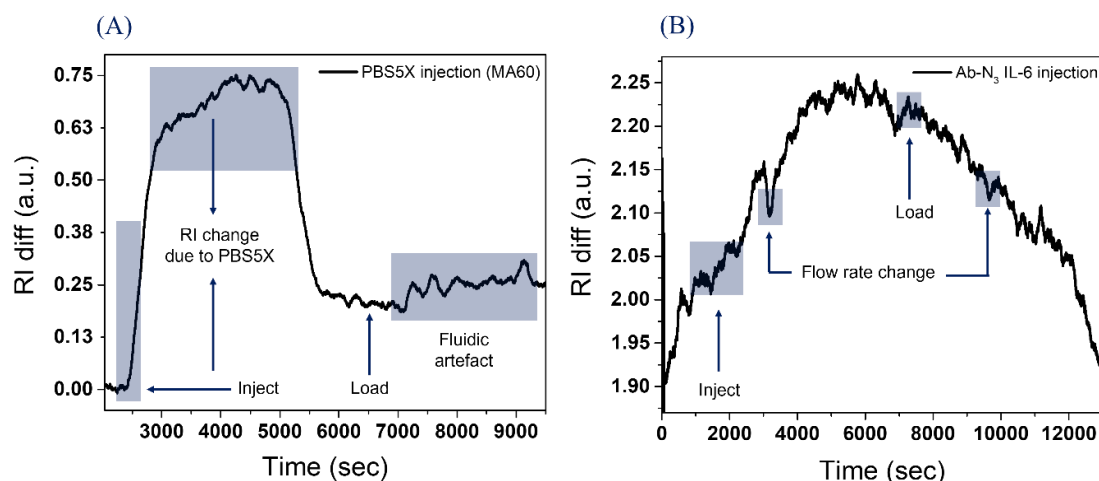 (A)
PBS5X injection (MA60)
RI diff (a.u.)
0.75
0.63
0.50
0.38
0.25
0.13
0.00
RI change
due to PBS5X
Inject
Load
Fluidic
artefact
3000 4000 5000 6000 7000 8000 9000
Time (sec)
(B)
Ab-N₃ IL-6 injection
RI diff (a.u.)
2.25
2.20
2.15
2.10
2.05
2.00
1.95
1.90
Load
Flow rate change
Inject
0 2000 4000 6000 8000 10000 12000
Time (sec)